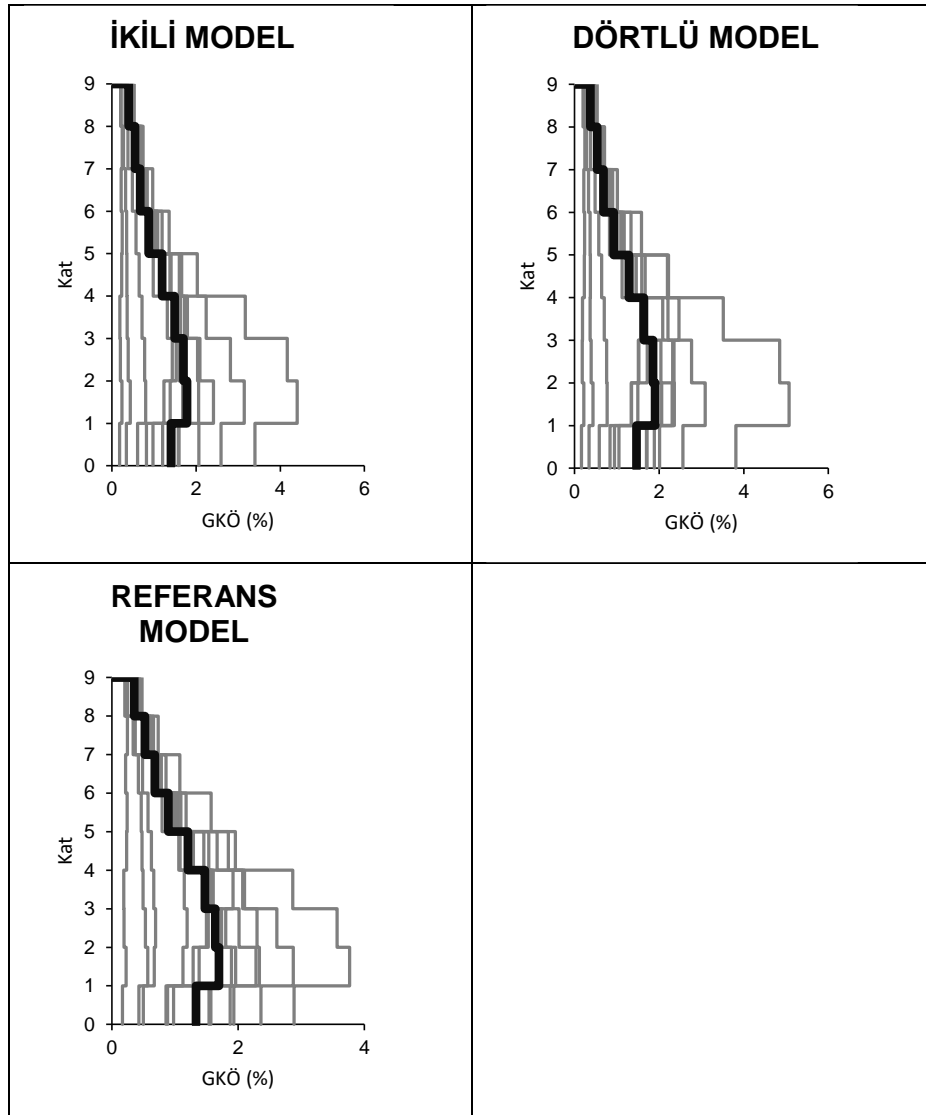 İKİLİ MODEL
9
8
7
6
5
4
3
2
1
0
Kat
0 2 4 6
GKÖ (%)
DÖRTLÜ MODEL
9
8
7
6
5
4
3
2
1
0
Kat
0 2 4 6
GKÖ (%)
REFERANS
MODEL
9
8
7
6
5
4
3
2
1
0
Kat
0 2 4
GKÖ (%)